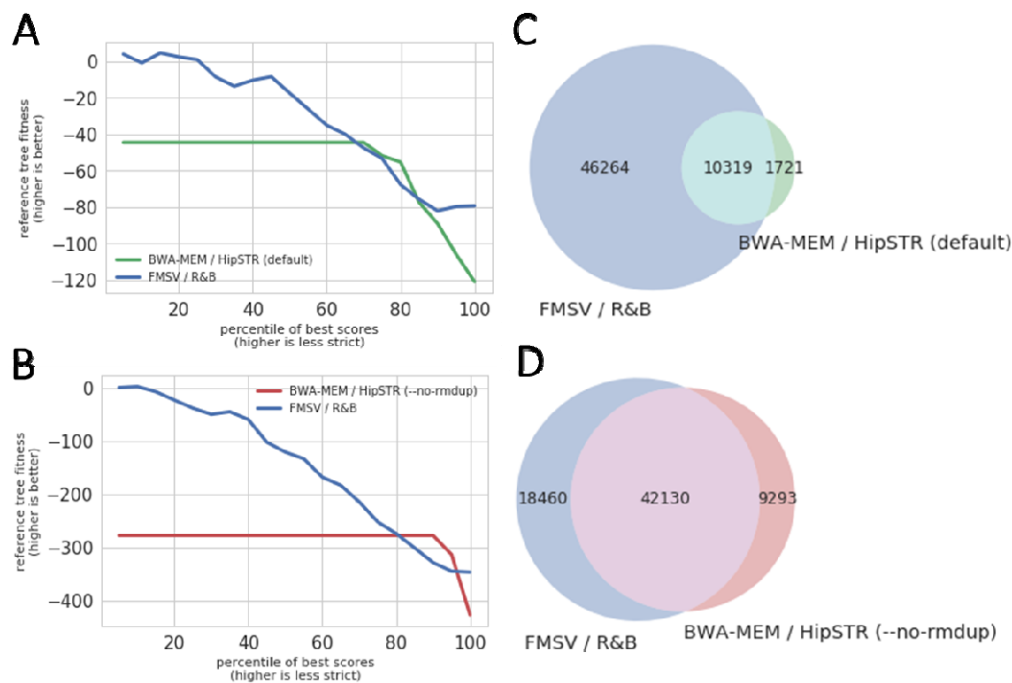 A
reference tree fitness
(higher is better)
0
−20
−40
−60
−80
−100
−120
BWA-MEM / HipSTR (default)
FMSV / R&B
20
40
60
80
100
percentile of best scores
(higher is less strict)
C
46264
10319
1721
BWA-MEM / HipSTR (default)
FMSV / R&B
B
reference tree fitness
(higher is better)
0
−100
−200
−300
−400
BWA-MEM / HipSTR (--no-rmdup)
FMSV / R&B
20
40
60
80
100
percentile of best scores
(higher is less strict)
D
18460
42130
9293
BWA-MEM / HipSTR (--no-rmdup)
FMSV / R&B